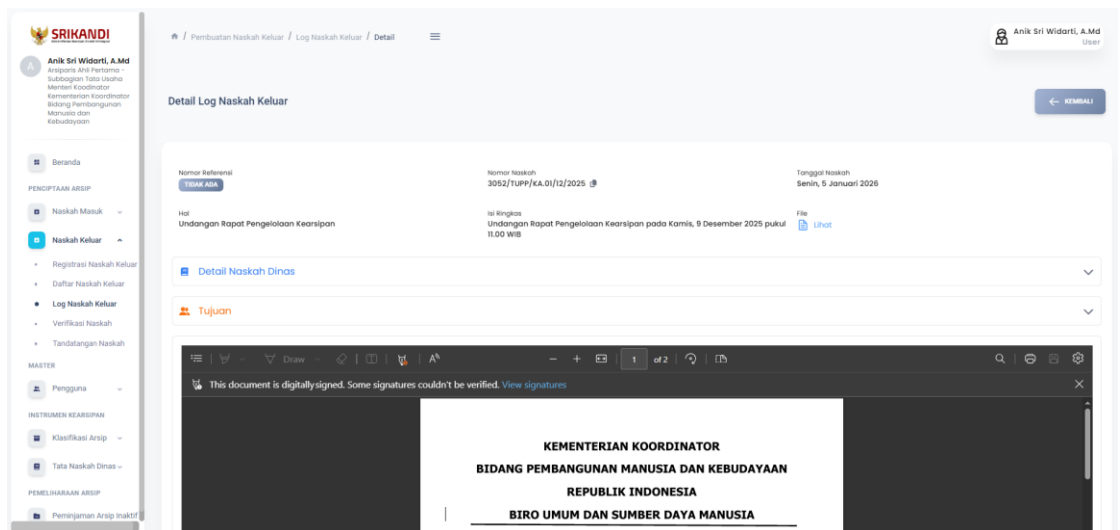 SRIKANDI
Pembuatan Naskah Keluar / Log Naskah Keluar / Detail
Anik Sri Widarti, A.Md
User
A
Anik Sri Widarti, A.Md
Arsiparis Ahli Pertama -
Subbagian Tata Usaha
Menteri Koodinator
Kementerian Koordinator
Bidang Pembangunan
Manusia dan
Kebudayaan
Detail Log Naskah Keluar
← KEMBALI
Beranda
PENCIPTAAN ARSIP
Naskah Masuk
Naskah Keluar
Registrasi Naskah Keluar
Daftar Naskah Keluar
Log Naskah Keluar
Verifikasi Naskah
Tandatangan Naskah
MASTER
Pengguna
INSTRUMEN KEARSIPAN
Klasifikasi Arsip
Tata Naskah Dinas
PEMELIHARAAN ARSIP
Peminjaman Arsip Inaktif
Nomor Referensi
TIDAK ADA
Nomor Naskah
3052/TUPP/KA.01/12/2025
Tanggal Naskah
Senin, 5 Januari 2026
Hal
Undangan Rapat Pengelolaan Kearsipan
Isi Ringkas
Undangan Rapat Pengelolaan Kearsipan pada Kamis, 9 Desember 2025 pukul
11.00 WIB
File
Lihat
Detail Naskah Dinas
Tujuan
Draw
1 of 2
This document is digitally signed. Some signatures couldn't be verified. View signatures
KEMENTERIAN KOORDINATOR
BIDANG PEMBANGUNAN MANUSIA DAN KEBUDAYAAN
REPUBLIK INDONESIA
BIRO UMUM DAN SUMBER DAYA MANUSIA